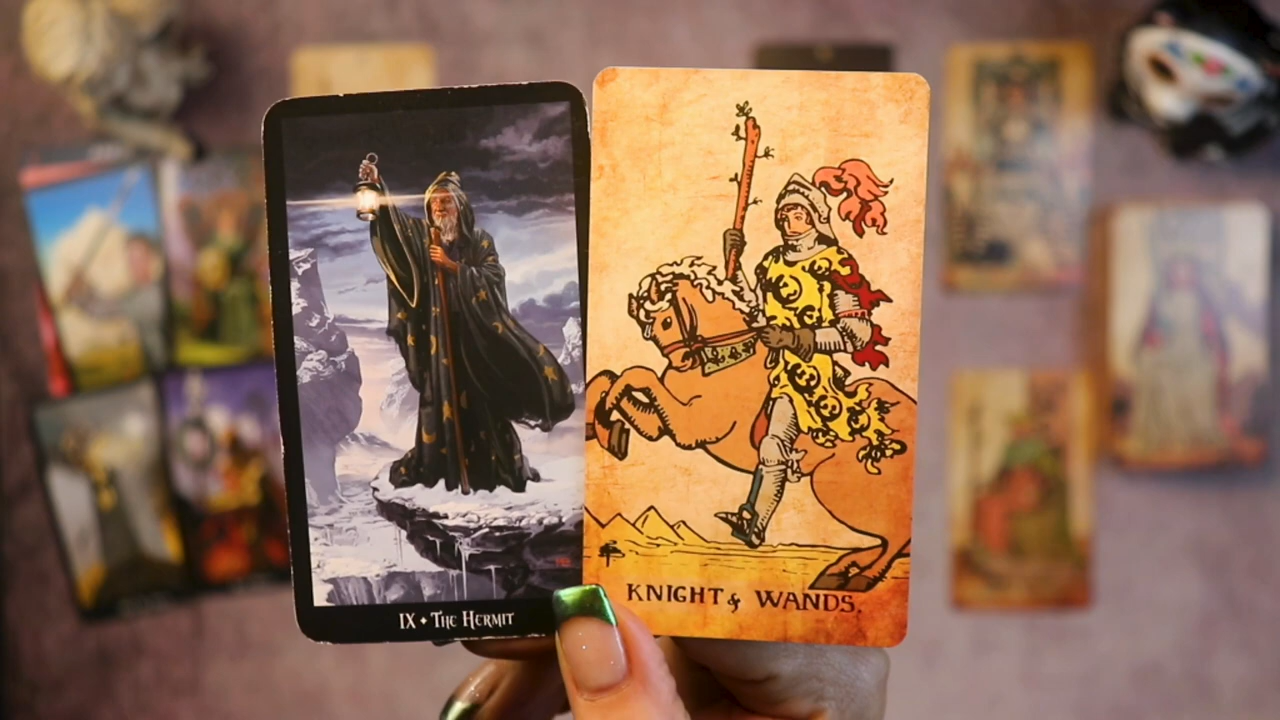 IX • The Hermit
KNIGHT of WANDS.